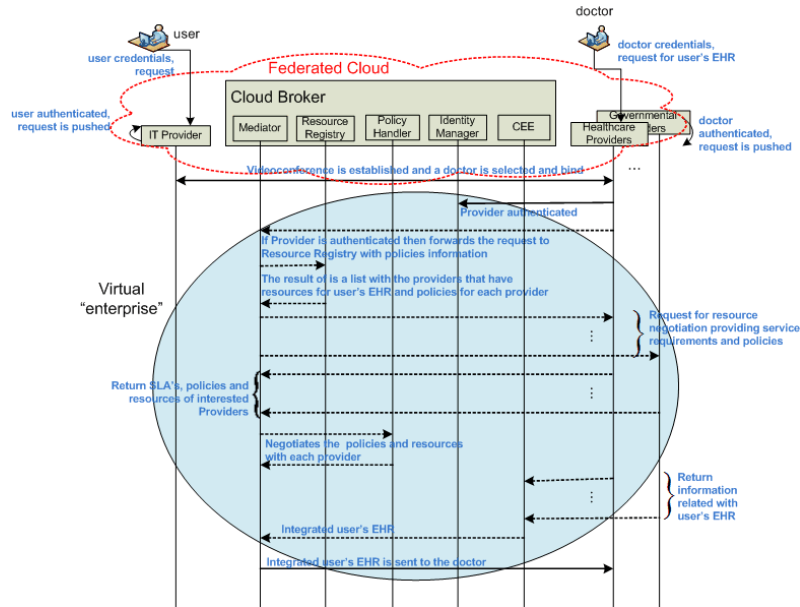 user
user credentials,
request
doctor
doctor credentials,
request for user's EHR
Federated Cloud
Cloud Broker
Mediator
Resource
Registry
Policy
Handler
Identity
Manager
CEE
user authenticated,
request is pushed
IT Provider
Governmental
Healthcare
Providers
doctor
authenticated,
request is pushed
Videoconference is established and a doctor is selected and bind
...
Provider authenticated
If Provider is authenticated then forwards the request to
Resource Registry with policies information
Virtual
"enterprise"
The result of is a list with the providers that have
resources for user's EHR and policies for each provider
Request for resource
negotiation providing service
requirements and policies
Return SLA's, policies and
resources of interested
Providers
Negotiates the policies and resources
with each provider
Return
information
related with
user's EHR
Integrated user's EHR
Integrated user's EHR is sent to the doctor